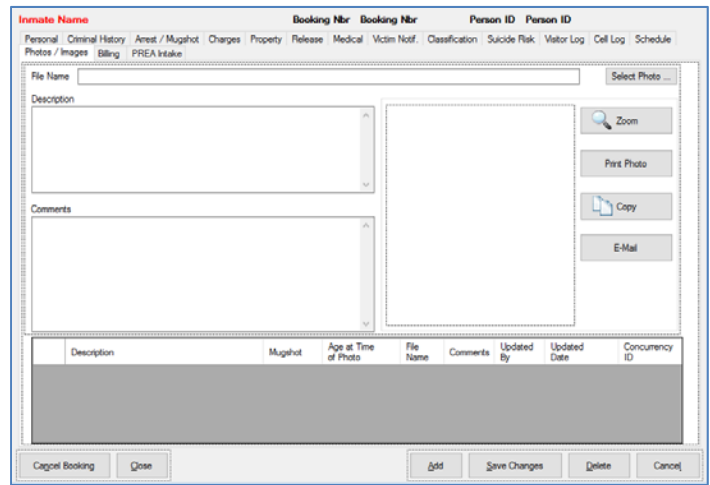 Inmate Name Booking Nbr Booking Nbr Person ID Person ID
Personal Criminal History Arrest / Mugshot Charges Property Release Medical Victim Notif. Classification Suicide Risk Visitor Log Cell Log Schedule
Photos / Images Billing PREA Intake
File Name Select Photo ...
Description
Zoom
Print Photo
Copy
Comments
E-Mail
Description Mugshot Age at Time of Photo File Name Comments Updated By Updated Date Concurrency ID
Cancel Booking Close Add Save Changes Delete Cancel